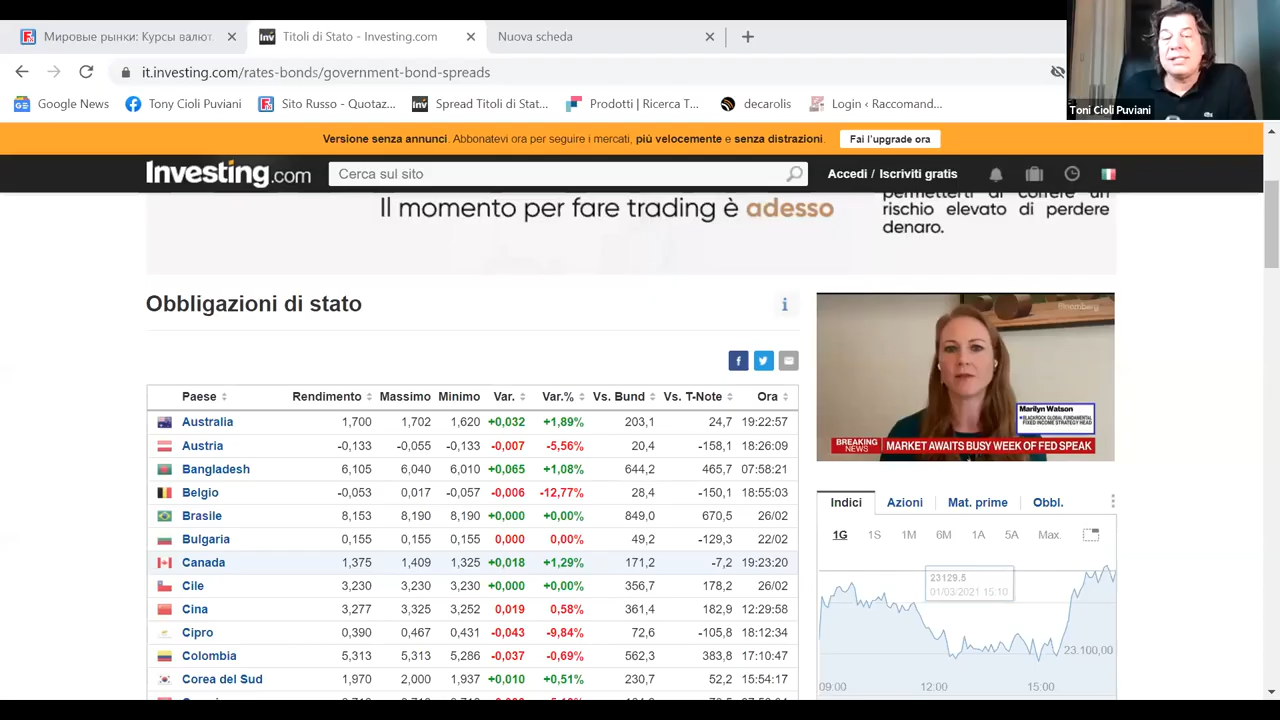 Мировые рынки: Курсы валют.
Titoli di Stato - Investing.com
Nuova scheda
it.investing.com/rates-bonds/government-bond-spreads
Google News
Tony Cioli Puviani
Sito Russo - Quotaz...
Spread Titoli di Stat...
Prodotti | Ricerca T...
decarolis
Login ‹ Raccomand...
Toni Cioli Puviani
Versione senza annunci. Abbonatevi ora per seguire i mercati, più velocemente e senza distrazioni.
Fai l'upgrade ora
Investing.com
Cerca sul sito
Accedi / Iscriviti gratis
Il momento per fare trading è adesso
permetterti di correre un
rischio elevato di perdere
denaro.
Obbligazioni di stato
Paese Rendimento Massimo Minimo Var. Var.% Vs. Bund Vs. T-Note Ora
Australia 1,700 1,702 1,620 +0,032 +1,89% 203,1 24,7 19:22:57
Austria -0,133 -0,055 -0,133 -0,007 -5,56% 20,4 -158,1 18:26:09
Bangladesh 6,105 6,040 6,010 +0,065 +1,08% 644,2 465,7 07:58:21
Belgio -0,053 0,017 -0,057 -0,006 -12,77% 28,4 -150,1 18:55:03
Brasile 8,153 8,190 8,190 +0,000 +0,00% 849,0 670,5 26/02
Bulgaria 0,155 0,155 0,155 0,000 0,00% 49,2 -129,3 22/02
Canada 1,375 1,409 1,325 +0,018 +1,29% 171,2 -7,2 19:23:20
Cile 3,230 3,230 3,230 +0,000 +0,00% 356,7 178,2 26/02
Cina 3,277 3,325 3,252 0,019 0,58% 361,4 182,9 12:29:58
Cipro 0,390 0,467 0,431 -0,043 -9,84% 72,6 -105,8 18:12:34
Colombia 5,313 5,313 5,286 -0,037 -0,69% 562,3 383,8 17:10:47
Corea del Sud 1,970 2,000 1,937 +0,010 +0,51% 230,7 52,2 15:54:17
Bloomberg
Marilyn Watson
BLACKROCK GLOBAL FUNDAMENTAL
FIXED INCOME STRATEGY HEAD
BREAKING
NEWS
MARKET AWAITS BUSY WEEK OF FED SPEAK
Indici
Azioni
Mat. prime
Obbl.
1G 1S 1M 6M 1A 5A Max.
23129.5
01/03/2021 15:10
23.100,00
09:00 12:00 15:00